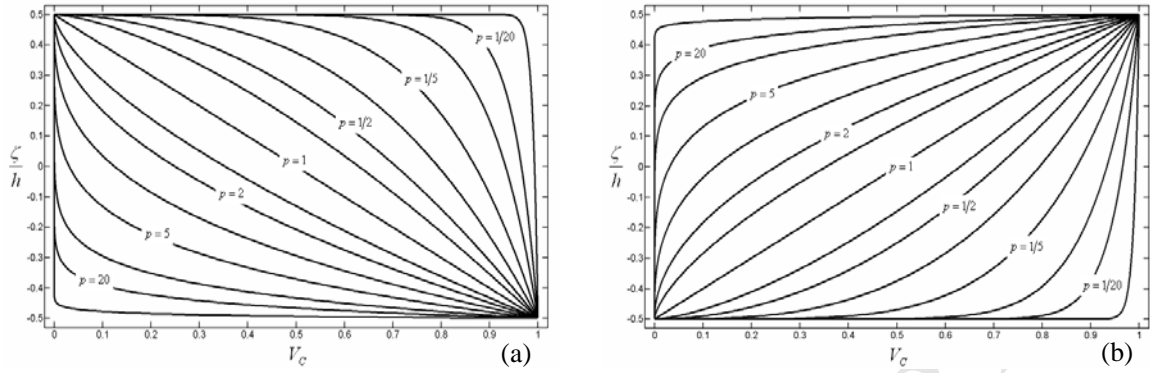 0.5
0.4
0.3
0.2
0.1
0
-0.1
-0.2
-0.3
-0.4
-0.5
ζ/h
p = 1/20
p = 1/5
p = 1/2
p = 1
p = 2
p = 5
p = 20
0 0.1 0.2 0.3 0.4 0.5 0.6 0.7 0.8 0.9 1
V_C
(a)
0.5
0.4
0.3
0.2
0.1
0
-0.1
-0.2
-0.3
-0.4
-0.5
ζ/h
p = 20
p = 5
p = 2
p = 1
p = 1/2
p = 1/5
p = 1/20
0 0.1 0.2 0.3 0.4 0.5 0.6 0.7 0.8 0.9 1
V_C
(b)